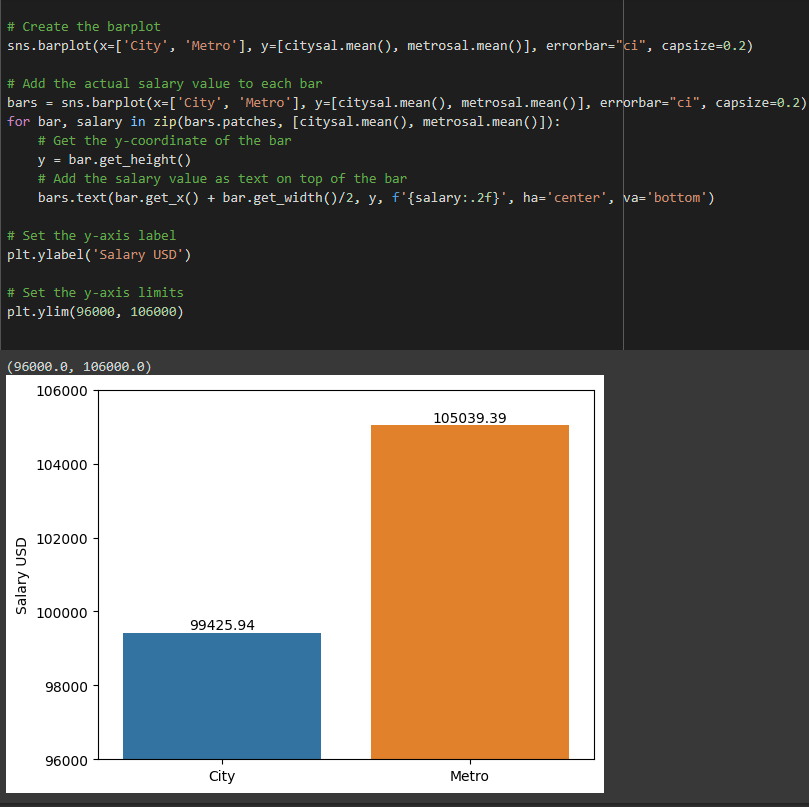 # Create the barplot
sns.barplot(x=['City', 'Metro'], y=[citysal.mean(), metrosal.mean()], errorbar="ci", capsize=0.2)
# Add the actual salary value to each bar
bars = sns.barplot(x=['City', 'Metro'], y=[citysal.mean(), metrosal.mean()], errorbar="ci", capsize=0.2)
for bar, salary in zip(bars.patches, [citysal.mean(), metrosal.mean()]):
    # Get the y-coordinate of the bar
    y = bar.get_height()
    # Add the salary value as text on top of the bar
    bars.text(bar.get_x() + bar.get_width()/2, y, f'{salary:.2f}', ha='center', va='bottom')
# Set the y-axis label
plt.ylabel('Salary USD')
# Set the y-axis limits
plt.ylim(96000, 106000)
(96000.0, 106000.0)
106000
105039.39
104000
102000
Salary USD
100000
99425.94
98000
96000
City Metro